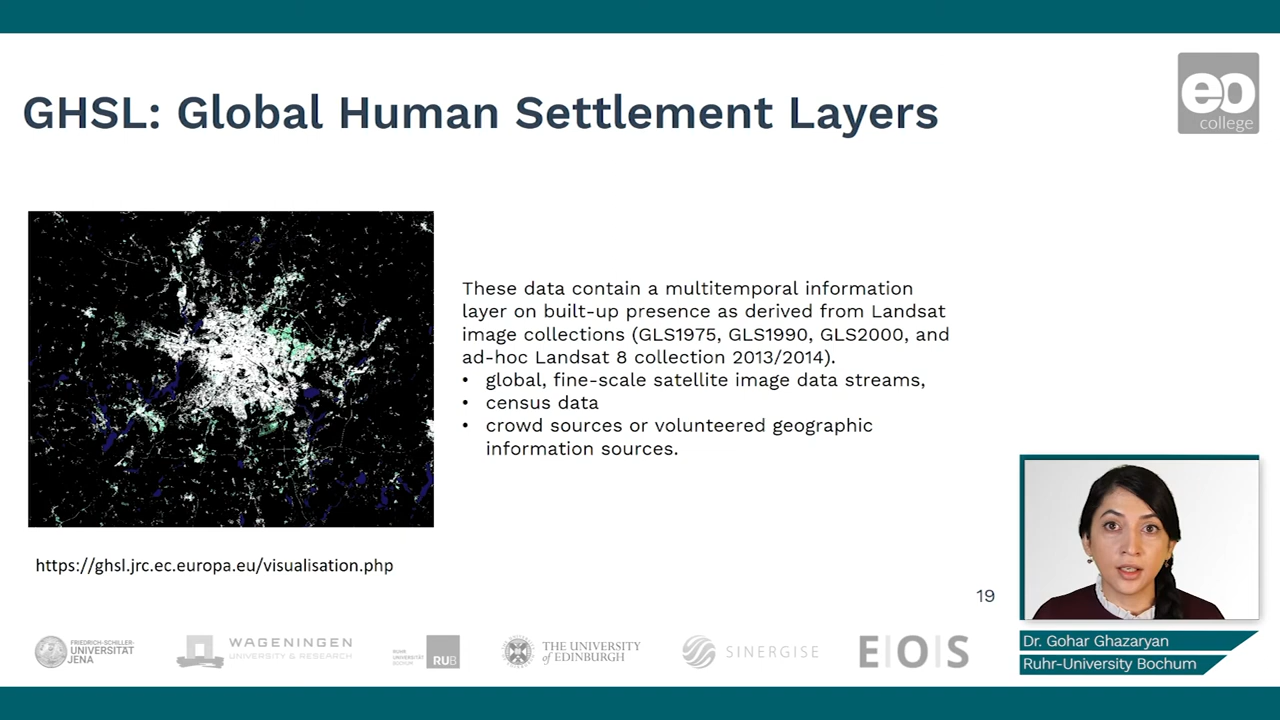 eo
college
GHSL: Global Human Settlement Layers
These data contain a multitemporal information
layer on built-up presence as derived from Landsat
image collections (GLS1975, GLS1990, GLS2000, and
ad-hoc Landsat 8 collection 2013/2014).
• global, fine-scale satellite image data streams,
• census data
• crowd sources or volunteered geographic
information sources.
https://ghsl.jrc.ec.europa.eu/visualisation.php
19
FRIEDRICH-SCHILLER-
UNIVERSITÄT
JENA
WAGENINGEN
UNIVERSITY & RESEARCH
RUHR
UNIVERSITÄT
BOCHUM
RUB
THE UNIVERSITY
of EDINBURGH
SINERGISE
E|O|S
Dr. Gohar Ghazaryan
Ruhr-University Bochum